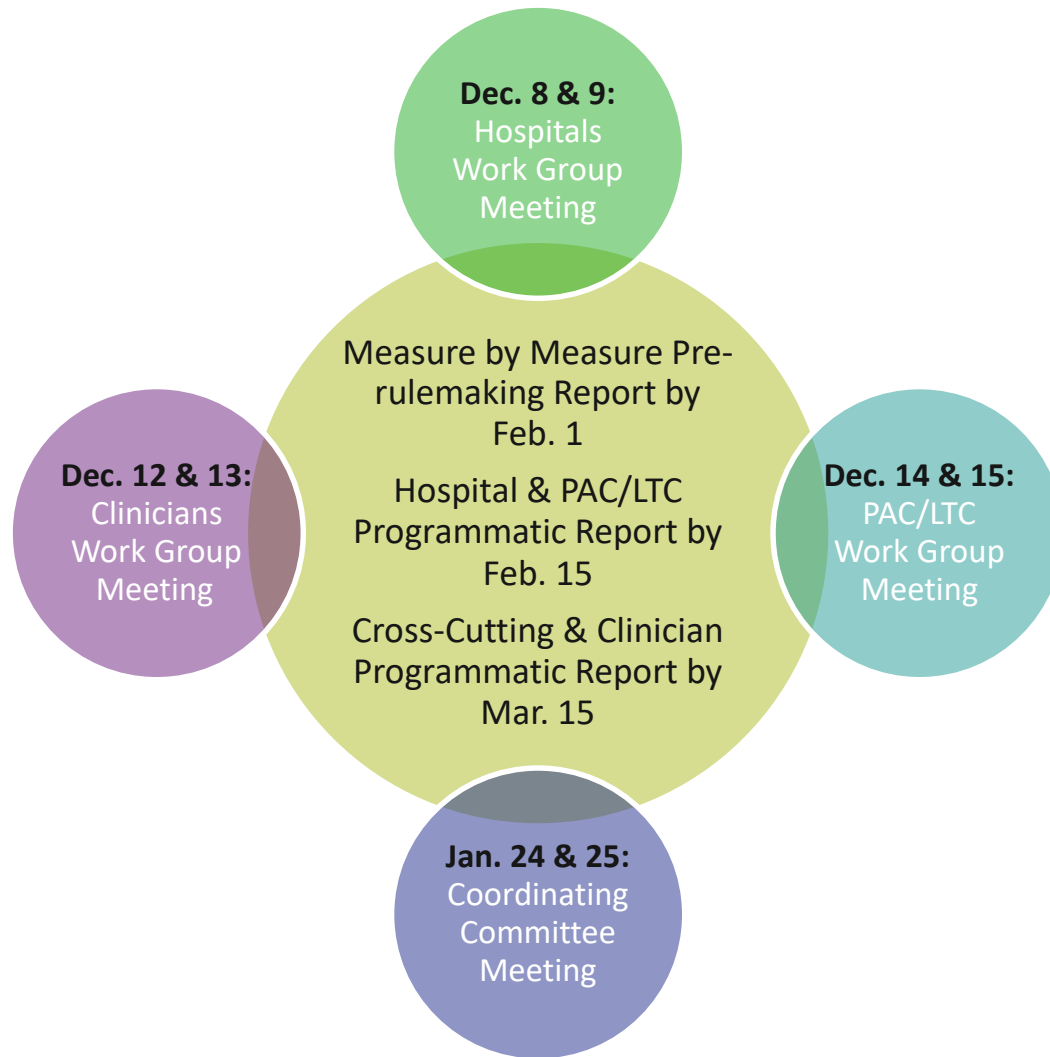 Dec. 8 & 9:
Hospitals
Work Group
Meeting
Measure by Measure Pre-
rulemaking Report by
Feb. 1
Hospital & PAC/LTC
Programmatic Report by
Feb. 15
Cross-Cutting & Clinician
Programmatic Report by
Mar. 15
Dec. 12 & 13:
Clinicians
Work Group
Meeting
Dec. 14 & 15:
PAC/LTC
Work Group
Meeting
Jan. 24 & 25:
Coordinating
Committee
Meeting